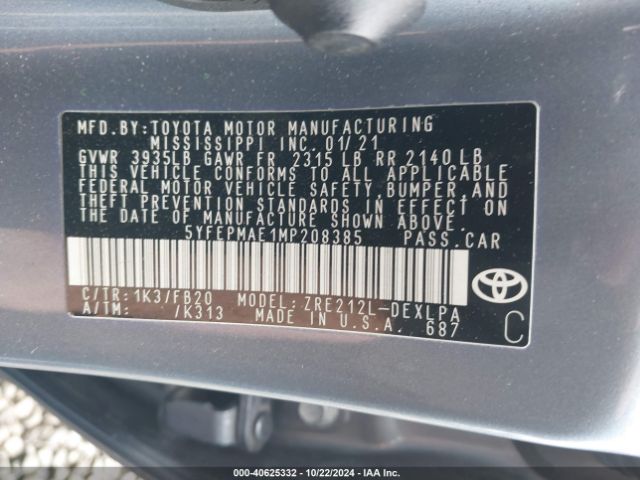 MFD.BY:TOYOTA MOTOR MANUFACTURING
MISSISSIPPI INC. 01/21
GVWR 3935LB GAWR FR 2315 LB RR 2140 LB
THIS VEHICLE CONFORMS TO ALL APPLICABLE
FEDERAL MOTOR VEHICLE SAFETY, BUMPER, AND
THEFT PREVENTION STANDARDS IN EFFECT ON
THE DATE OF MANUFACTURE SHOWN ABOVE.
5YFEPMAE1MP208385 PASS.CAR
C/TR: 1K3/FB20 MODEL: ZRE212L-DEXLPA
A/TM: /K313 MADE IN U.S.A. 687
C
000-40625332 - 10/22/2024 - IAA Inc.